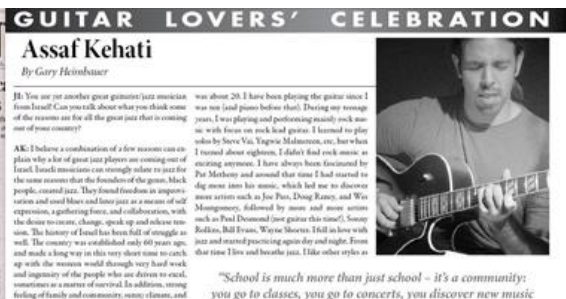 GUITAR LOVERS' CELEBRATION
Assaf Kehati
By Gary Heimbauer
JI: You are yet another great guitarist/jazz musician
from Israel! Can you talk about what you think some
of the reasons are for all the great jazz that is coming
out of your country?
AK: I believe a combination of a few reasons can ex-
plain why a lot of great jazz players are coming out of
Israel. Israeli musicians can strongly relate to jazz for
the same reasons that the founders of the genre, black
people, created jazz. They found freedom in improvi-
sation and used blues and later jazz as a means of self
expression, a gathering force, and collaboration, with
the desire to create, change, speak up and release ten-
sion. The history of Israel has been full of struggle as
well. The country was established only 60 years ago,
and made a long way in this very short time to catch
up with the western world through very hard work
and ingenuity of the people who are driven to excel,
sometimes as a matter of survival. In addition, strong
feeling of family and community, sunny climate, and
was about 20. I have been playing the guitar since I
was ten (and piano before that). During my teenage
years, I was playing and performing mainly rock mu-
sic with focus on rock lead guitar. I learned to play
solos by Steve Vai, Yngwie Malmsteen, etc, but when
I turned about eighteen, I didn't find rock music as
exciting anymore. I have always been fascinated by
Pat Metheny and around that time I had started to
dig more into his music, which led me to discover
more artists such as Joe Pass, Doug Raney, and Wes
Montgomery, followed by more and more artists
such as Paul Desmond (not guitar this time!), Sonny
Rollins, Bill Evans, Wayne Shorter. I fell in love with
jazz and started practicing again day and night. From
that time I live and breathe jazz. I like other styles as
"School is much more than just school – it's a community:
you go to classes, you go to concerts, you discover new music